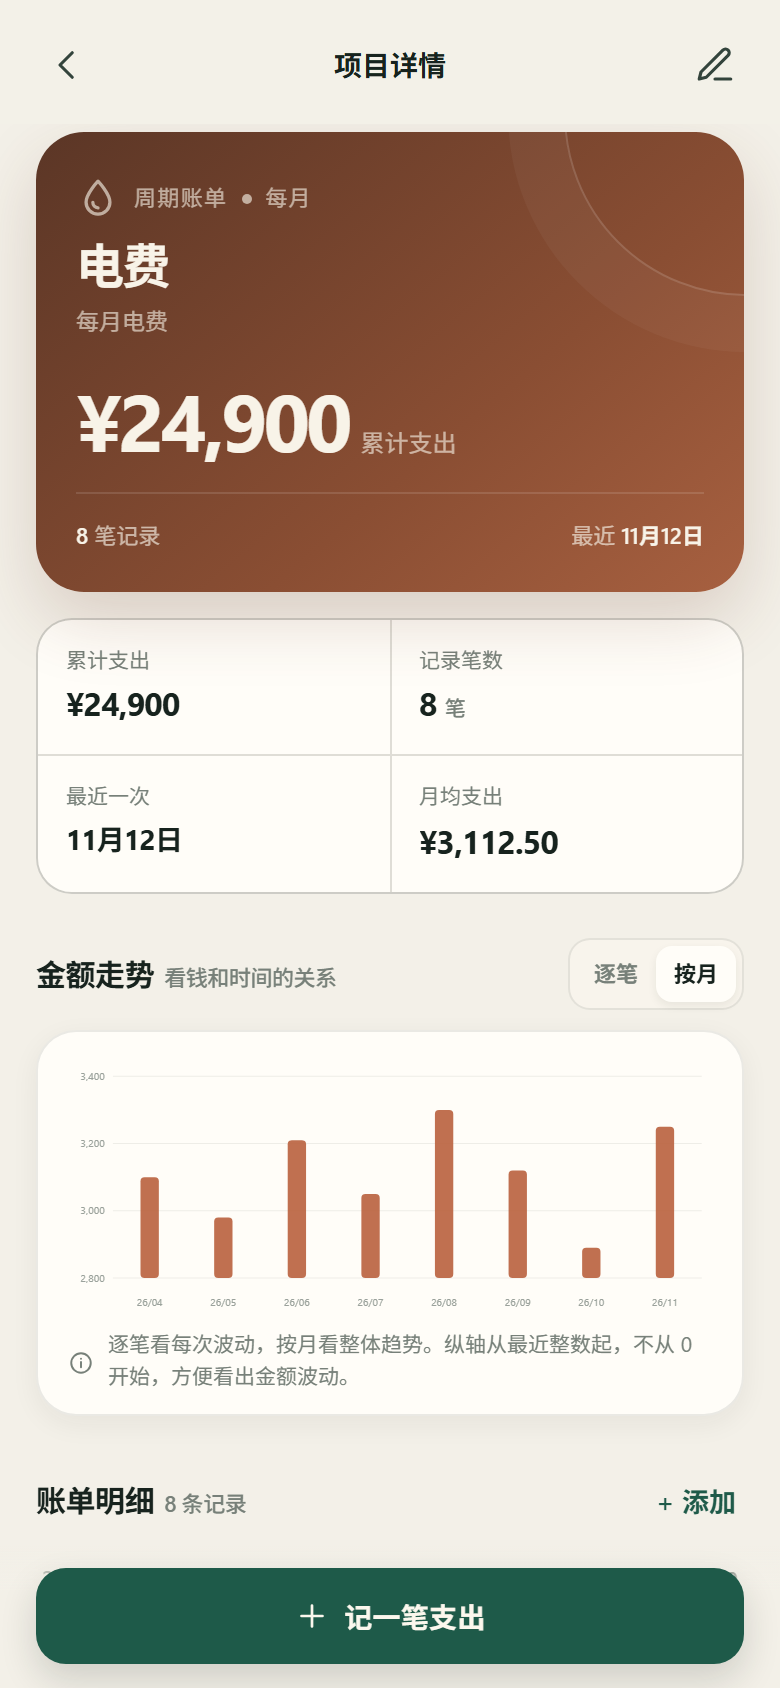 项目详情
周期账单 • 每月
电费
每月电费
¥24,900 累计支出
8 笔记录
最近 11月12日
累计支出
¥24,900
记录笔数
8 笔
最近一次
11月12日
月均支出
¥3,112.50
金额走势 看钱和时间的关系
逐笔 按月
3,400
3,200
3,000
2,800
26/04 26/05 26/06 26/07 26/08 26/09 26/10 26/11
逐笔看每次波动，按月看整体趋势。纵轴从最近整数起，不从 0
开始，方便看出金额波动。
账单明细 8 条记录
+ 添加
+ 记一笔支出